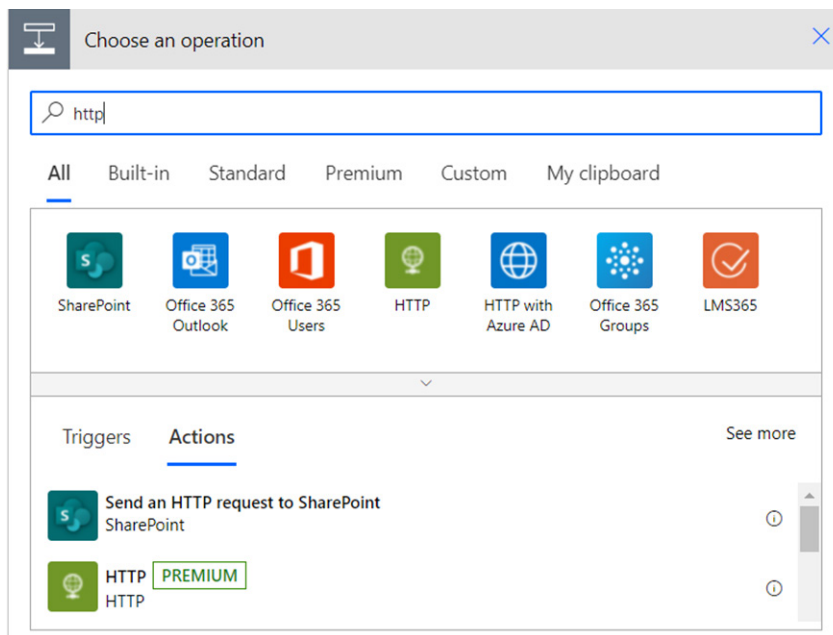 Choose an operation
http
All Built-in Standard Premium Custom My clipboard
SharePoint Office 365 Outlook Office 365 Users HTTP HTTP with Azure AD Office 365 Groups LMS365
Triggers Actions See more
Send an HTTP request to SharePoint
SharePoint
HTTP PREMIUM
HTTP